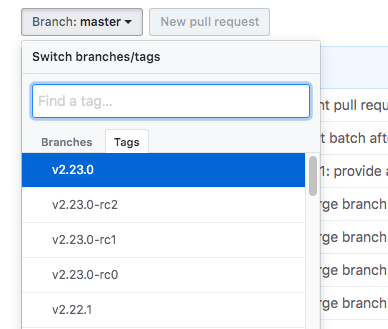 Branch: master New pull request
Switch branches/tags
Find a tag...
Branches Tags
v2.23.0
v2.23.0-rc2
v2.23.0-rc1
v2.23.0-rc0
v2.22.1
pull requ
batch afte
1: provide a
rge branch
rge branch
rge branch
rge branch